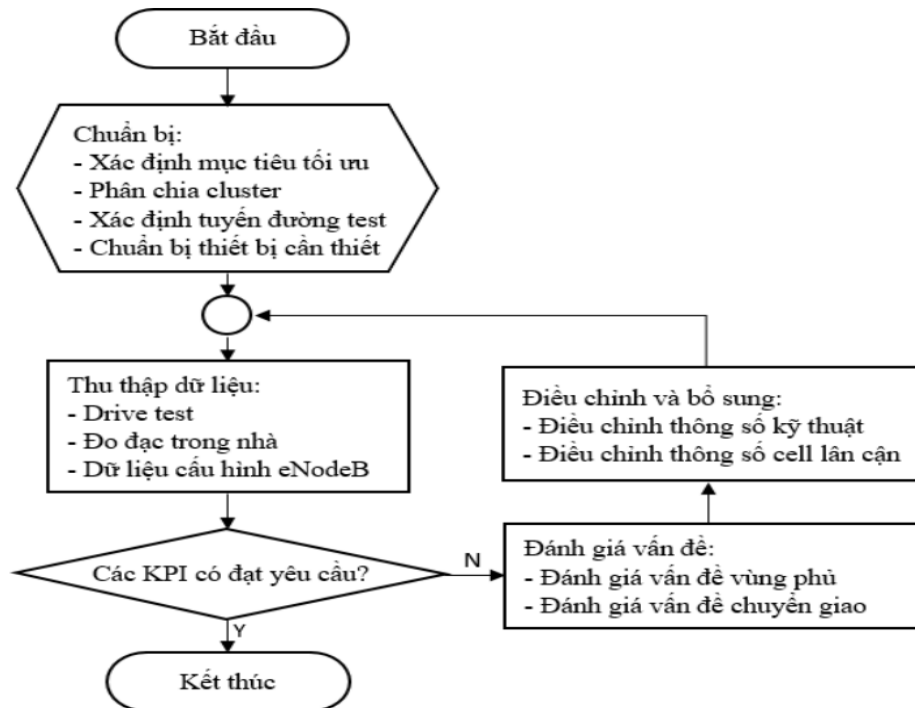 Bắt đầu
Chuẩn bị:
- Xác định mục tiêu tối ưu
- Phân chia cluster
- Xác định tuyến đường test
- Chuẩn bị thiết bị cần thiết
Thu thập dữ liệu:
- Drive test
- Đo đạc trong nhà
- Dữ liệu cấu hình eNodeB
Các KPI có đạt yêu cầu?
N
Đánh giá vấn đề:
- Đánh giá vấn đề vùng phủ
- Đánh giá vấn đề chuyển giao
Điều chỉnh và bổ sung:
- Điều chỉnh thông số kỹ thuật
- Điều chỉnh thông số cell lân cận
Y
Kết thúc